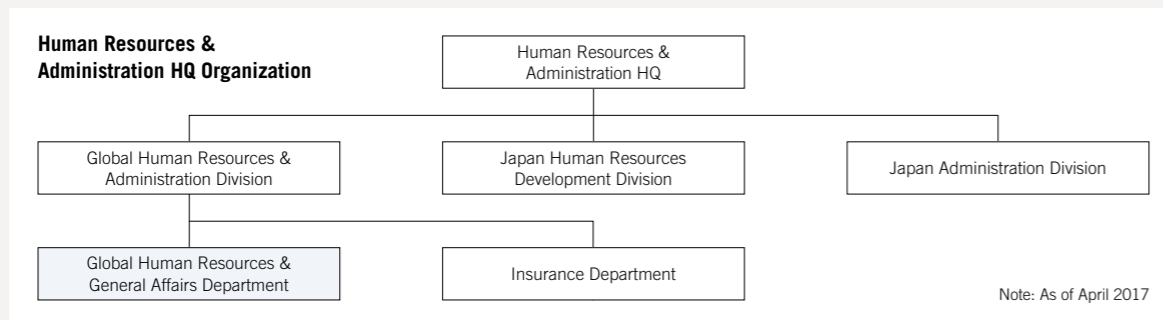 Human Resources &
Administration HQ Organization
Human Resources &
Administration HQ
Global Human Resources &
Administration Division
Japan Human Resources
Development Division
Japan Administration Division
Global Human Resources &
General Affairs Department
Insurance Department
Note: As of April 2017